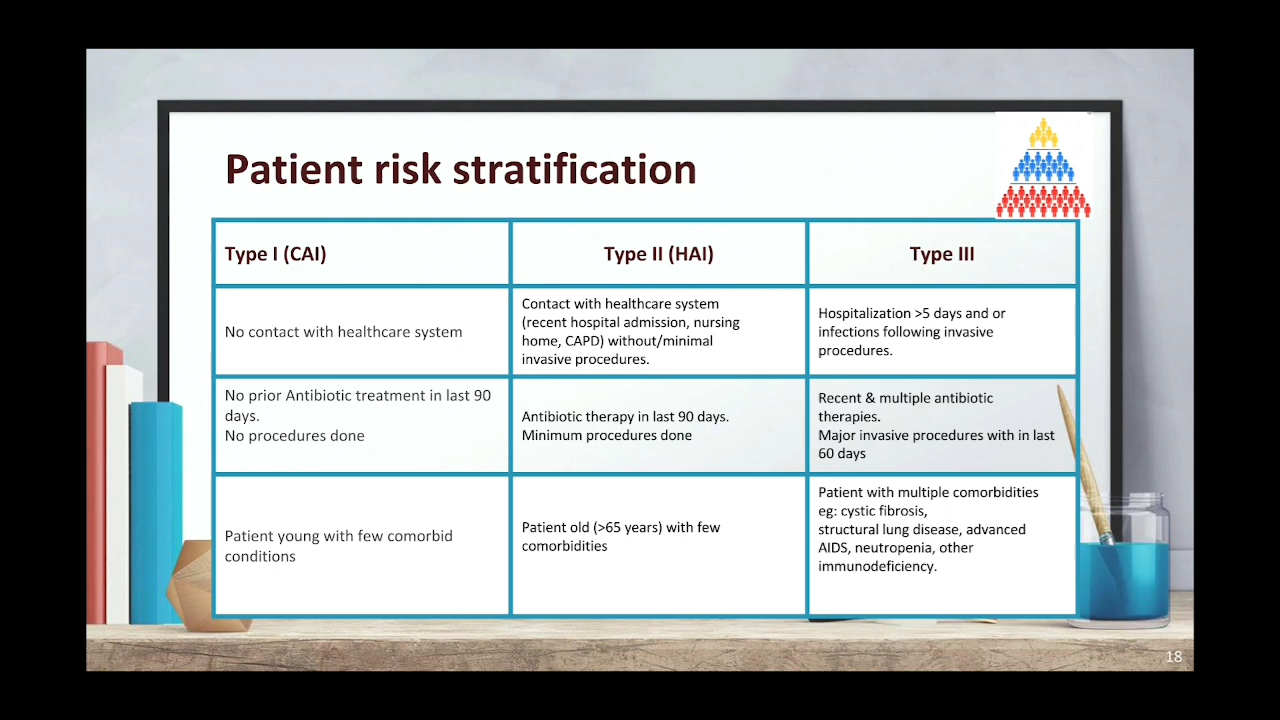 Patient risk stratification
Type I (CAI)
Type II (HAI)
Type III
No contact with healthcare system
Contact with healthcare system
(recent hospital admission, nursing
home, CAPD) without/minimal
invasive procedures.
Hospitalization >5 days and or
infections following invasive
procedures.
No prior Antibiotic treatment in last 90
days.
No procedures done
Antibiotic therapy in last 90 days.
Minimum procedures done
Recent & multiple antibiotic
therapies.
Major invasive procedures with in last
60 days
Patient young with few comorbid
conditions
Patient old (>65 years) with few
comorbidities
Patient with multiple comorbidities
eg: cystic fibrosis,
structural lung disease, advanced
AIDS, neutropenia, other
immunodeficiency.
18